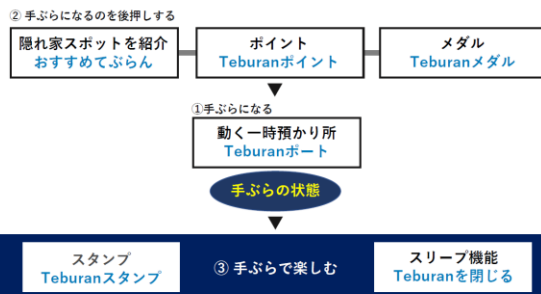 ② 手ぶらになるのを後押しする
隠れ家スポットを紹介
おすすめてぶらん
ポイント
Teburanポイント
メダル
Teburanメダル
①手ぶらになる
動く一時預かり所
Teburanポート
手ぶらの状態
スタンプ
Teburanスタンプ
③ 手ぶらで楽しむ
スリープ機能
Teburanを閉じる